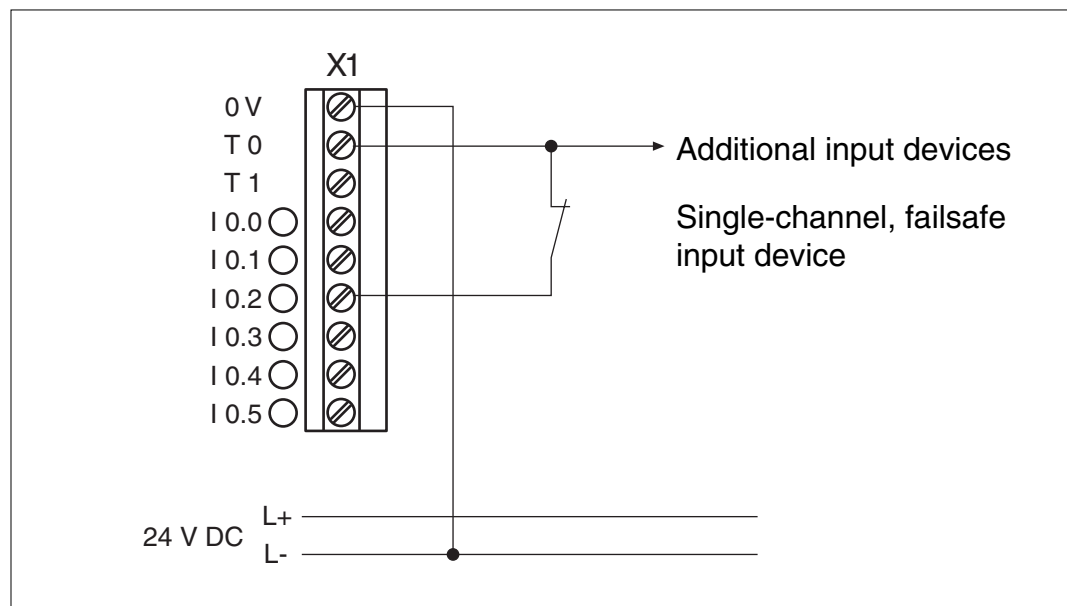 X1
0 V
T 0
T 1
I 0.0
I 0.1
I 0.2
I 0.3
I 0.4
I 0.5
Additional input devices
Single-channel, failsafe
input device
24 V DC
L+
L-